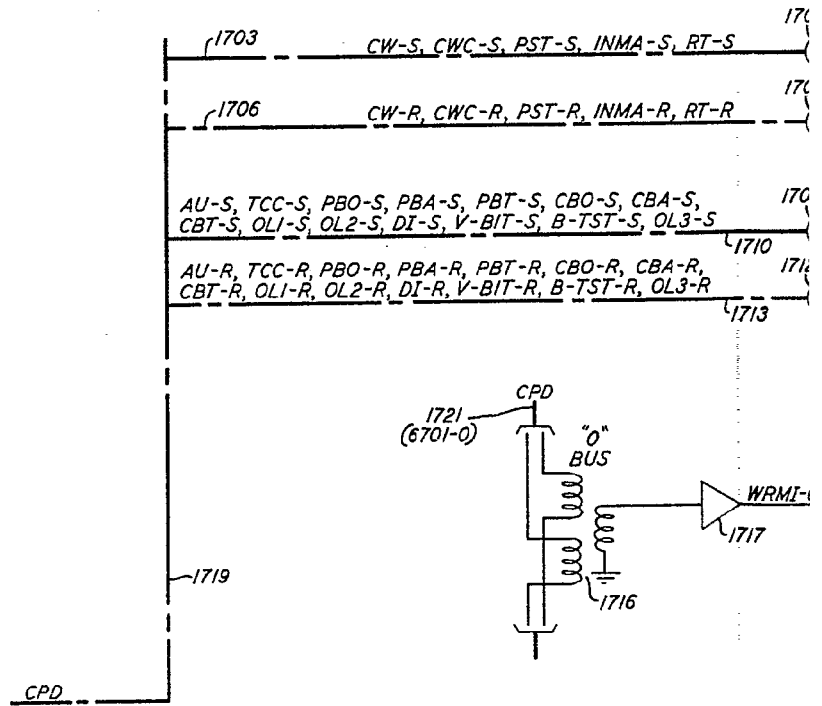 1703
CW-S, CWC-S, PST-S, INMA-S, RT-S
1706
CW-R, CWC-R, PST-R, INMA-R, RT-R
AU-S, TCC-S, PBO-S, PBA-S, PBT-S, CBO-S, CBA-S,
CBT-S, OL1-S, OL2-S, DI-S, V-BIT-S, B-TST-S, OL3-S
1710
AU-R, TCC-R, PBO-R, PBA-R, PBT-R, CBO-R, CBA-R,
CBT-R, OL1-R, OL2-R, DI-R, V-BIT-R, B-TST-R, OL3-R
1712
1713
CPD
1721
(6701-0)
"0"
BUS
WRMI-
1717
1719
1716
CPD